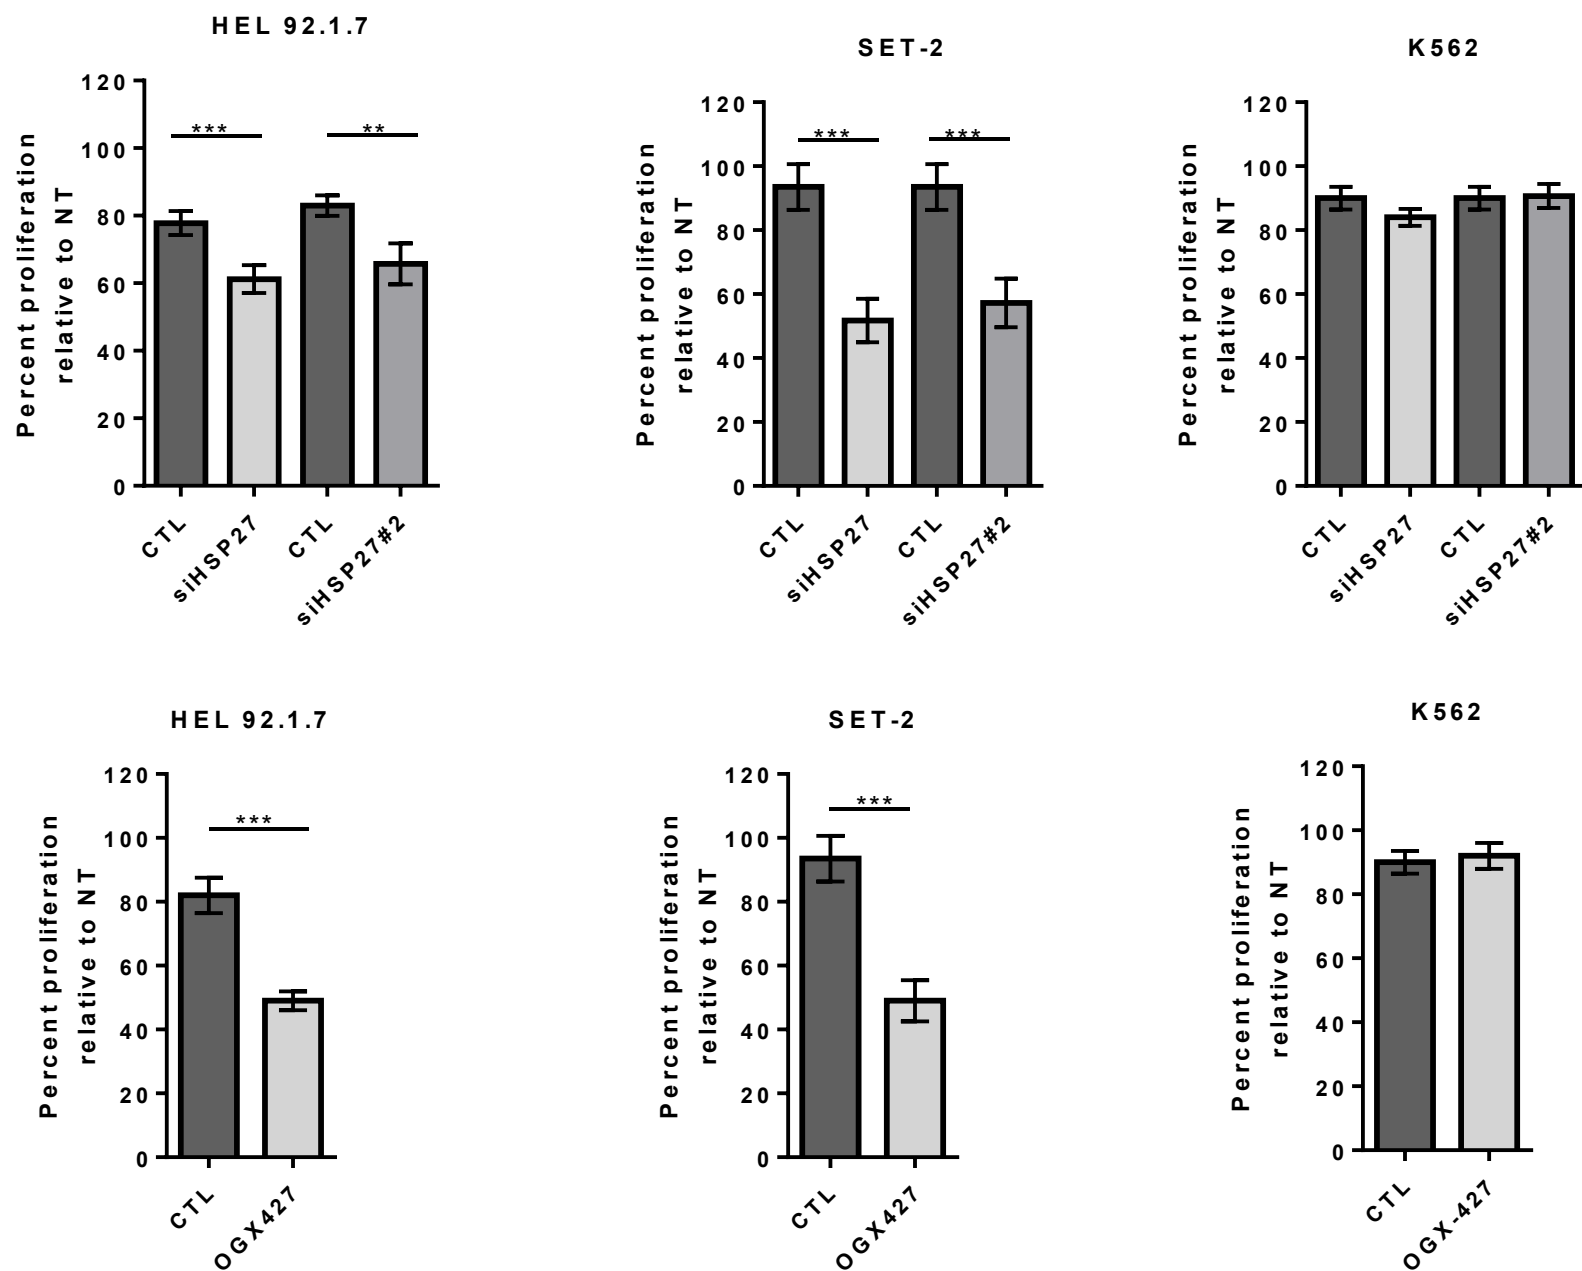 HEL 92.1.7
Percent proliferation
relative to NT
120
100
80
60
40
20
0
***
**
CTL
siHSP27
CTL
siHSP27#2
SET-2
Percent proliferation
relative to NT
120
100
80
60
40
20
0
***
***
CTL
siHSP27
CTL
siHSP27#2
K562
Percent proliferation
relative to NT
120
100
80
60
40
20
0
CTL
siHSP27
CTL
siHSP27#2
HEL 92.1.7
Percent proliferation
relative to NT
120
100
80
60
40
20
0
***
CTL
OGX427
SET-2
Percent proliferation
relative to NT
120
100
80
60
40
20
0
***
CTL
OGX427
K562
Percent proliferation
relative to NT
120
100
80
60
40
20
0
CTL
OGX-427